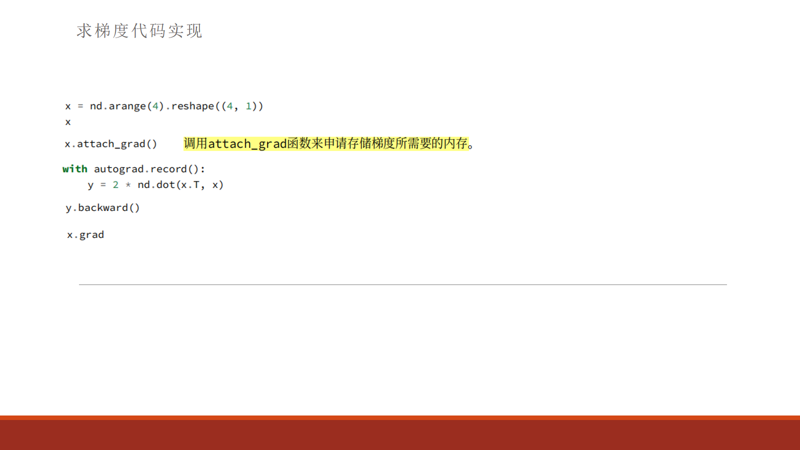 求梯度代码实现
x = nd.arange(4).reshape((4, 1))
x
x.attach_grad() 调用attach_grad函数来申请存储梯度所需要的内存。
with autograd.record():
    y = 2 * nd.dot(x.T, x)
y.backward()
x.grad